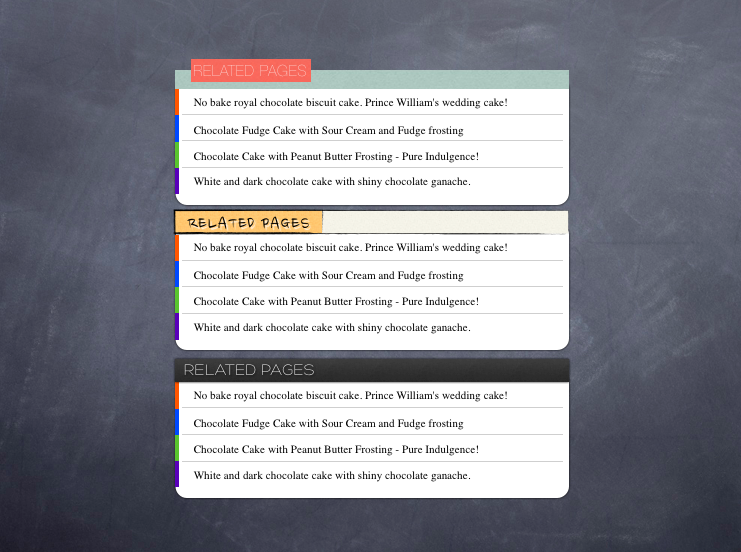 RELATED PAGES
No bake royal chocolate biscuit cake. Prince William's wedding cake!
Chocolate Fudge Cake with Sour Cream and Fudge frosting
Chocolate Cake with Peanut Butter Frosting - Pure Indulgence!
White and dark chocolate cake with shiny chocolate ganache.
RELATED PAGES
No bake royal chocolate biscuit cake. Prince William's wedding cake!
Chocolate Fudge Cake with Sour Cream and Fudge frosting
Chocolate Cake with Peanut Butter Frosting - Pure Indulgence!
White and dark chocolate cake with shiny chocolate ganache.
RELATED PAGES
No bake royal chocolate biscuit cake. Prince William's wedding cake!
Chocolate Fudge Cake with Sour Cream and Fudge frosting
Chocolate Cake with Peanut Butter Frosting - Pure Indulgence!
White and dark chocolate cake with shiny chocolate ganache.